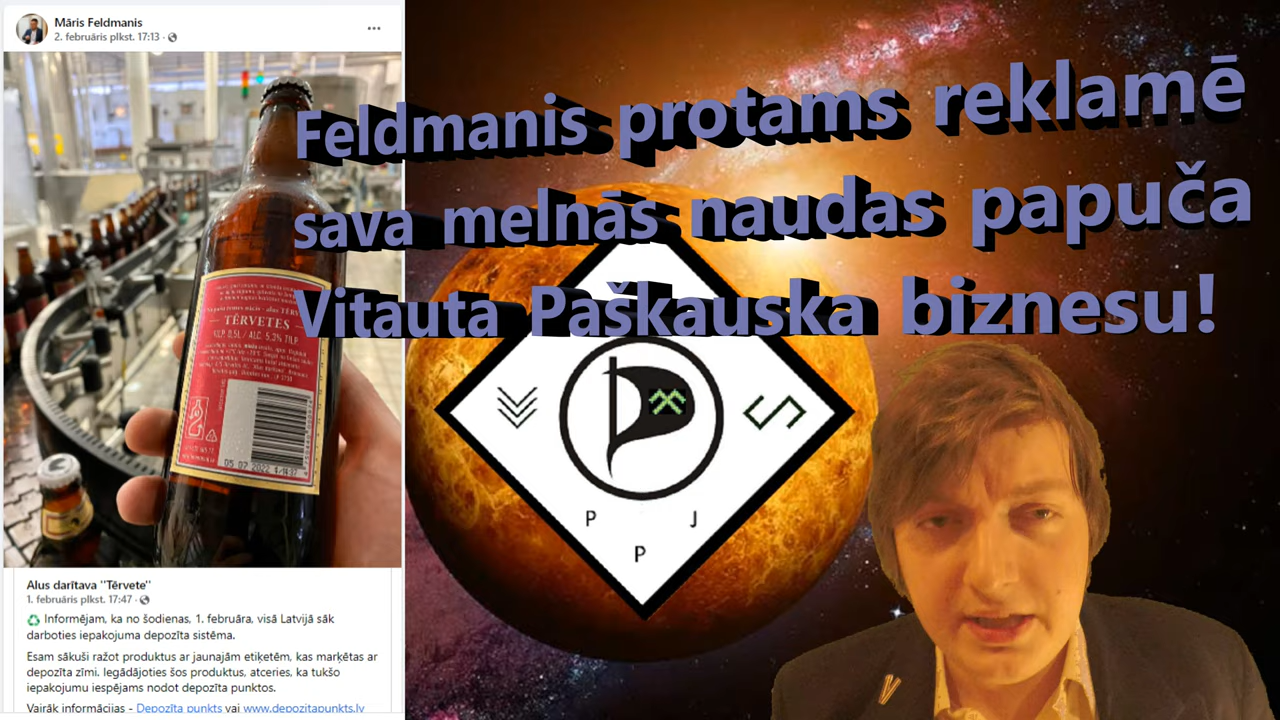 Māris Feldmanis
2. februāris plkst. 17:13 ·
Feldmanis protams reklamē
sava melnās naudas papuča
Vitauta Paškauska biznesu!
TĒRVETES
05 07 2022
P J
P
Alus darītava "Tērvete"
1. februāris plkst. 17:47 ·
Informējam, ka no šodienas, 1. februāra, visā Latvijā sāk
darboties iepakojuma depozīta sistēma.
Esam sākuši ražot produktus ar jaunajām etiķetēm, kas marķētas ar
depozīta zīmi. Iegādājoties šos produktus, atceries, ka tukšo
iepakojumu iespējams nodot depozīta punktos.
Vairāk informācijas - Depozīta punkts vai www.depozitapunkts.lv